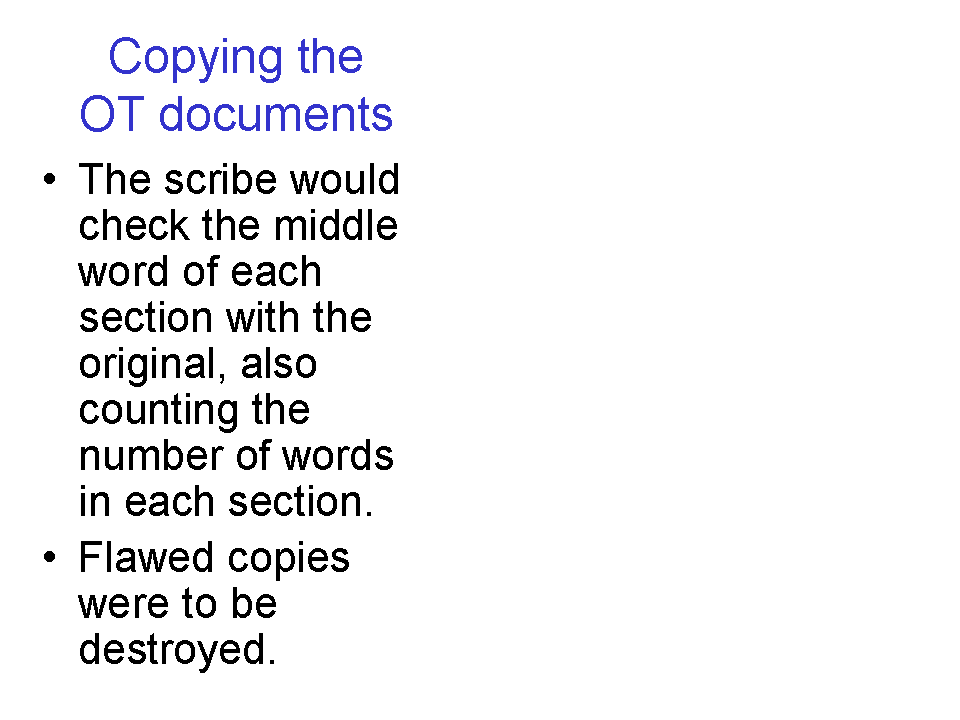 Copying the
OT documents
• The scribe would
check the middle
word of each
section with the
original, also
counting the
number of words
in each section.
• Flawed copies
were to be
destroyed.